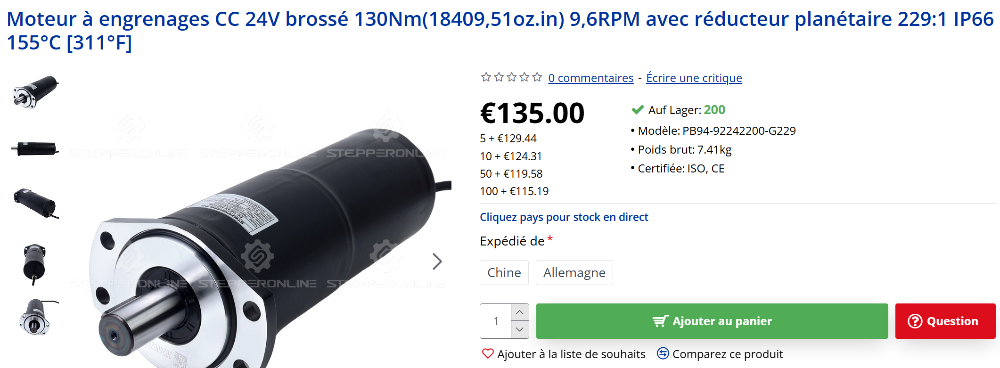 Moteur à engrenages CC 24V brossé 130Nm(18409,51oz.in) 9,6RPM avec réducteur planétaire 229:1 IP66
155°C [311°F]
0 commentaires - Écrire une critique
€135.00
5 + €129.44
10 + €124.31
50 + €119.58
100 + €115.19
Auf Lager: 200
• Modèle: PB94-92242200-G229
• Poids brut: 7.41kg
• Certifiée: ISO, CE
Cliquez pays pour stock en direct
Expédié de *
Chine
Allemagne
1
Ajouter au panier
Question
Ajouter à la liste de souhaits
Comparez ce produit
STEPPERONLINE STEPPERONLINE STEPPERONLINE
STEPPERONLINE STEPPERONLINE STEPPERONLINE